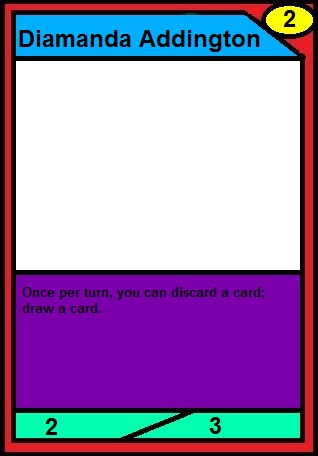 Diamanda Addington
2
Once per turn, you can discard a card;
draw a card.
2
3